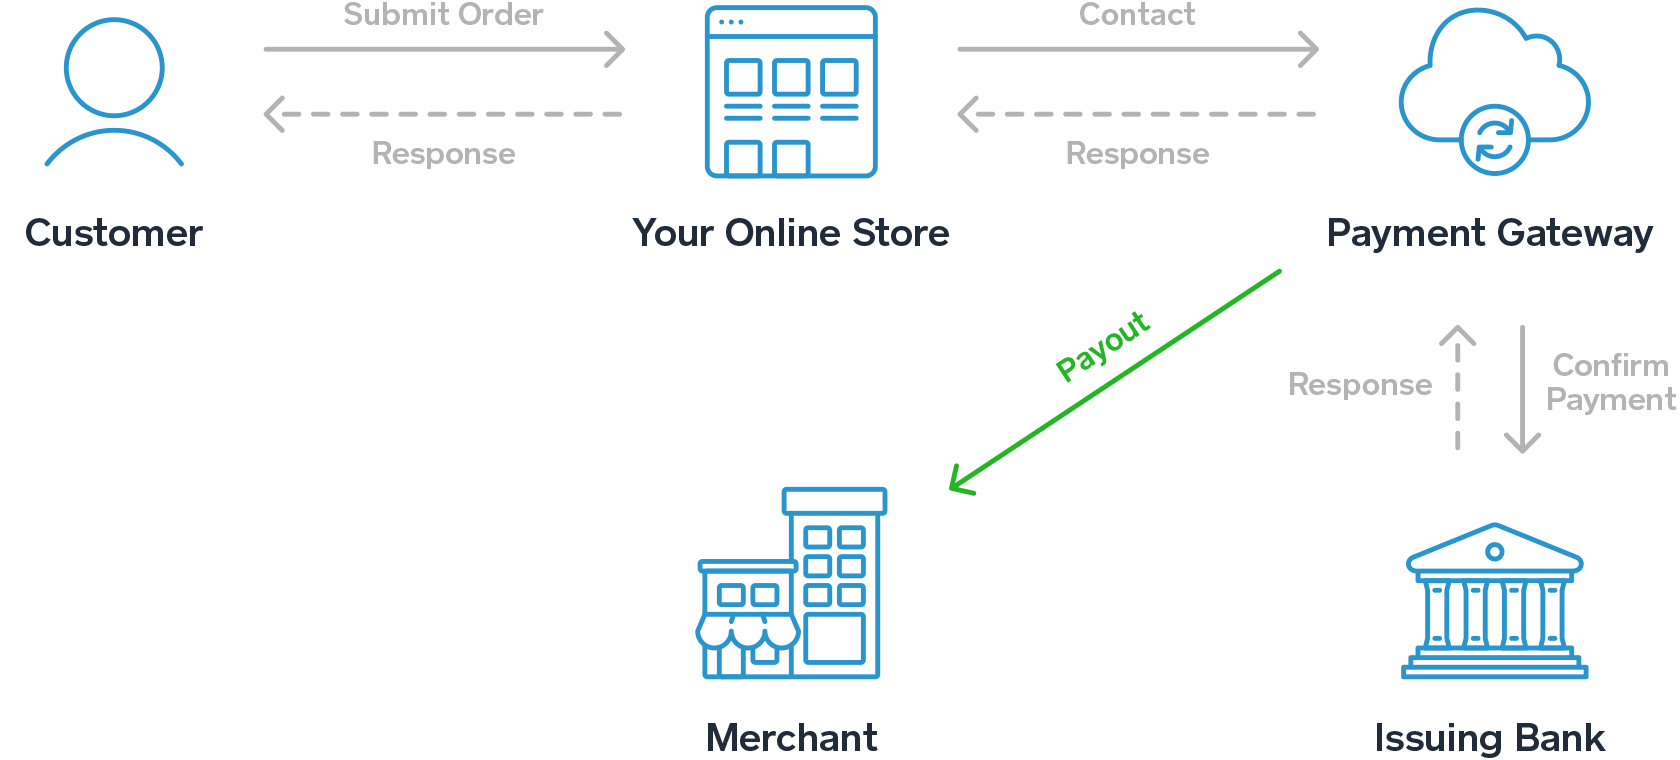 Submit Order
Contact
Response
Response
Customer
Your Online Store
Payment Gateway
Payout
Response
Confirm
Payment
Merchant
Issuing Bank